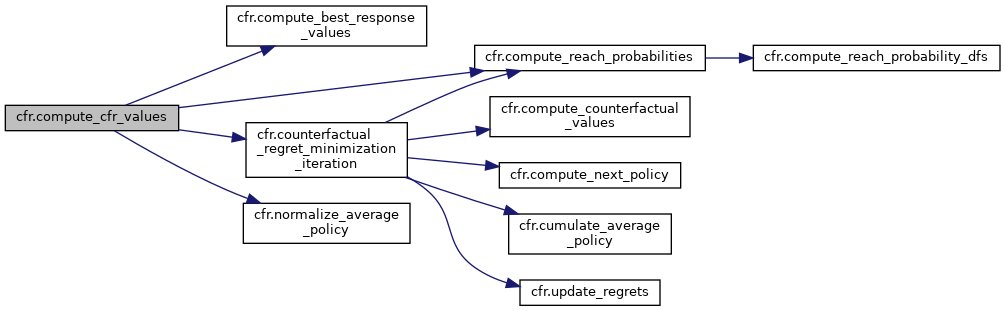 cfr.compute_cfr_values
cfr.compute_best_response
_values
cfr.counterfactual
_regret_minimization
_iteration
cfr.normalize_average
_policy
cfr.compute_reach_probabilities
cfr.compute_counterfactual
_values
cfr.compute_next_policy
cfr.cumulate_average
_policy
cfr.update_regrets
cfr.compute_reach_probability_dfs